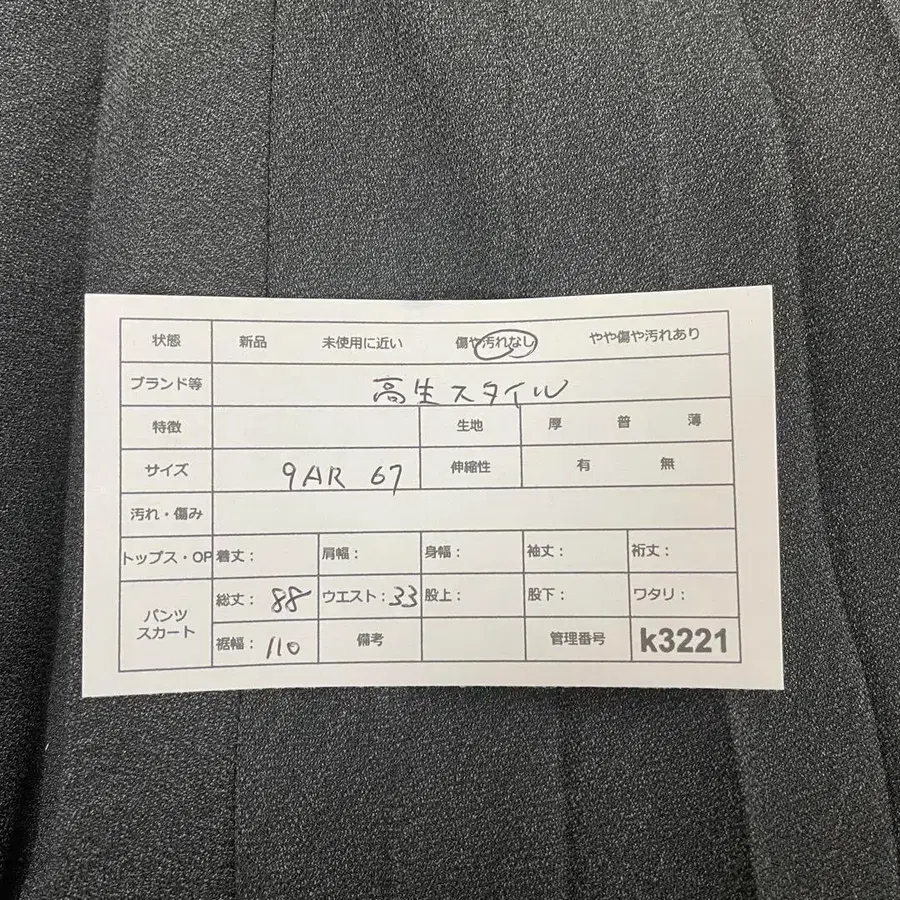 状態 新品 未使用に近い 傷や汚れなし やや傷や汚れあり
ブランド等 高生スタイル
特徴 生地 厚 普 薄
サイズ 9AR 67 伸縮性 有 無
汚れ・傷み
トップス・OP 着丈： 肩幅： 身幅： 袖丈： 裄丈：
パンツ スカート 総丈：88 ウエスト：33 股上： 股下： ワタリ：
裾幅：110 備考 管理番号 k3221